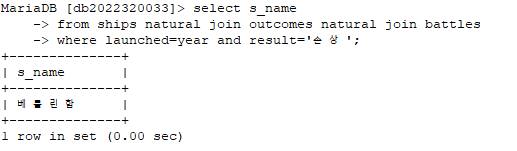 MariaDB [db2022320033]> select s_name
    -> from ships natural join outcomes natural join battles
    -> where launched=year and result='손상';
+--------------+
| s_name       |
+--------------+
| 베를린함     |
+--------------+
1 row in set (0.00 sec)